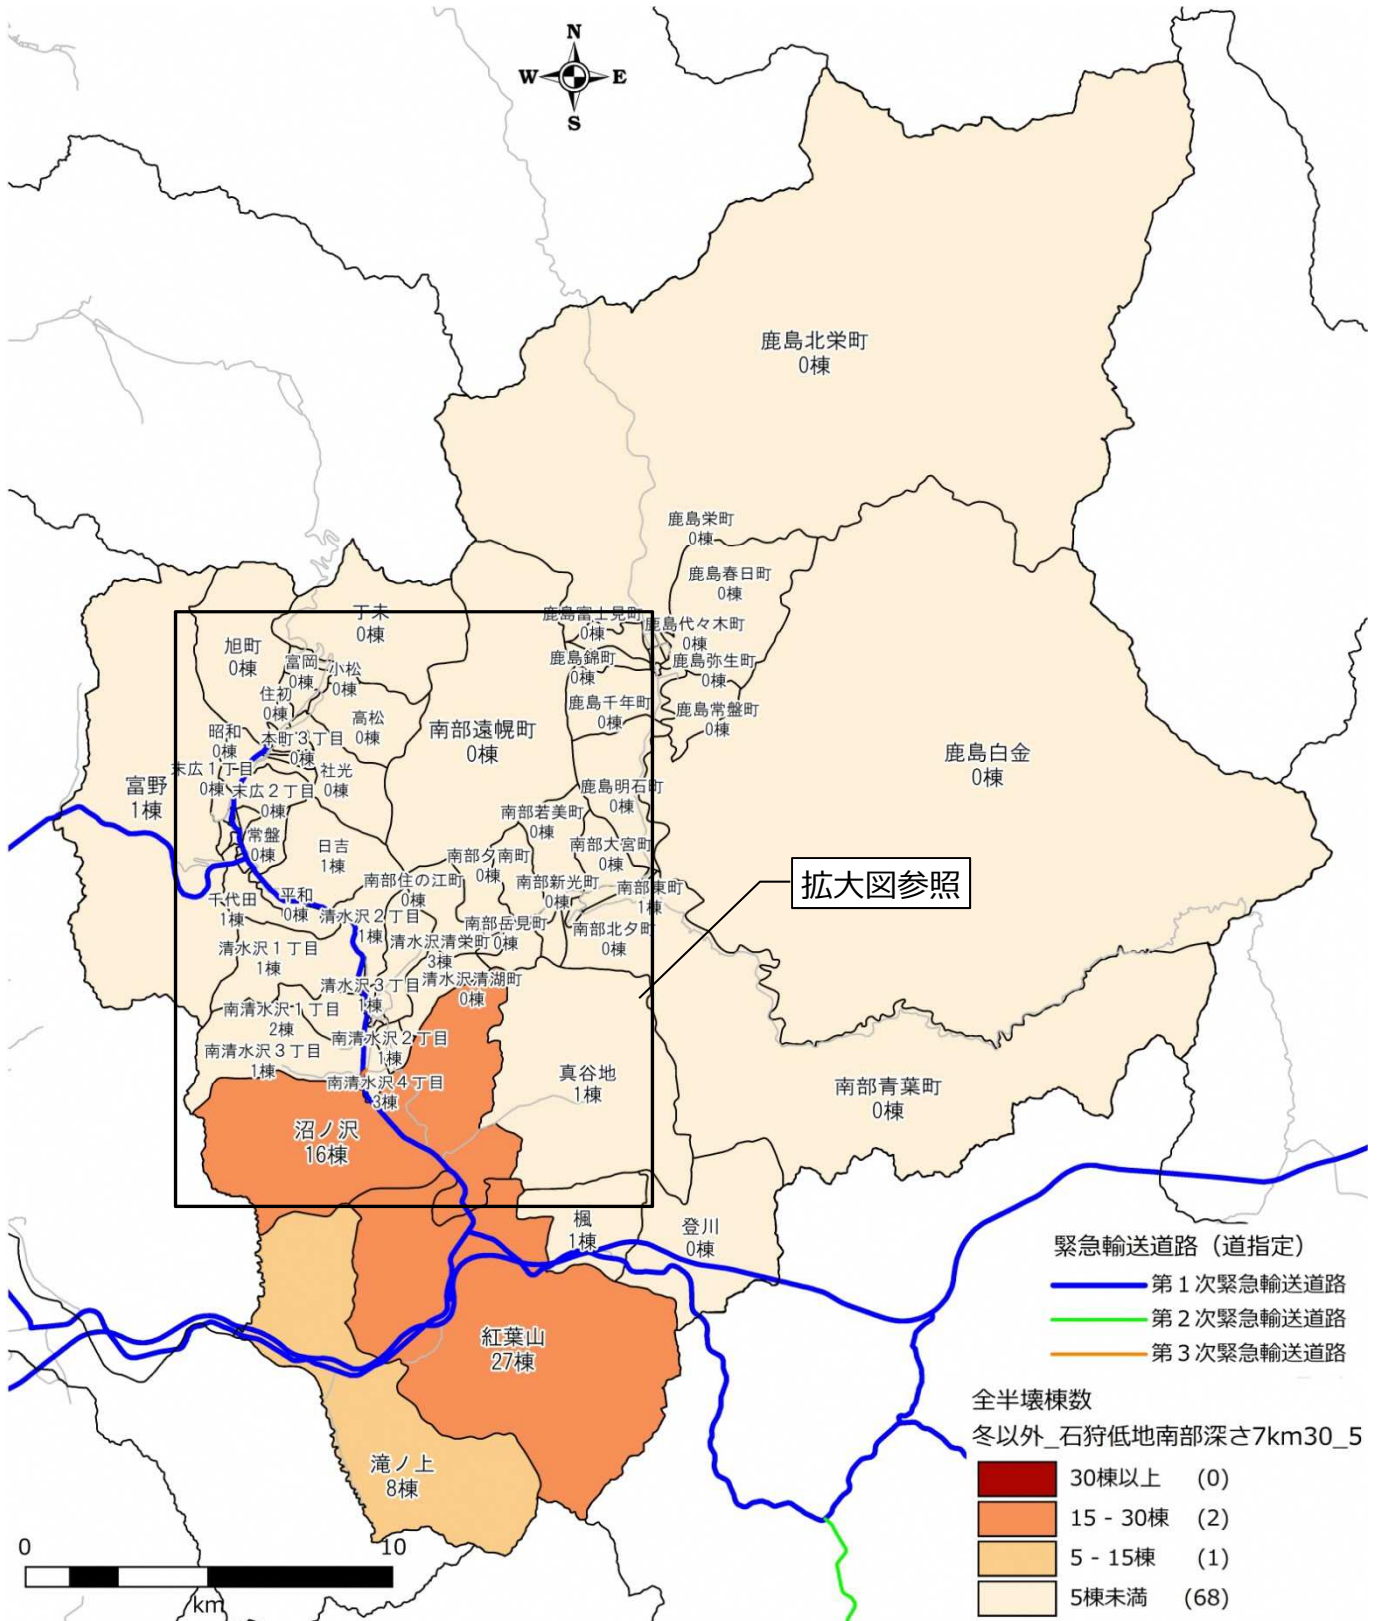 N
W E
S
鹿島北栄町
0棟
鹿島栄町
0棟
鹿島春日町
0棟
丁未
0棟
鹿島富士見町
0棟
鹿島代々木町
0棟
旭町
0棟
富岡
0棟
小松
0棟
鹿島錦町
0棟
鹿島弥生町
0棟
住初
0棟
鹿島千年町
0棟
鹿島常盤町
0棟
高松
0棟
南部遠幌町
0棟
昭和
0棟
本町3丁目
0棟
鹿島白金
0棟
末広1丁目
0棟
社光
0棟
富野
1棟
末広2丁目
0棟
鹿島明石町
0棟
南部若美町
0棟
常盤
0棟
日吉
1棟
南部夕南町
0棟
南部大宮町
0棟
南部住の江町
0棟
南部新光町
0棟
南部東町
1棟
拡大図参照
千代田
1棟
平和
0棟
清水沢2丁目
1棟
南部岳見町
0棟
南部北夕町
0棟
清水沢1丁目
1棟
清水沢清栄町
3棟
清水沢3丁目
1棟
清水沢清湖町
0棟
南清水沢1丁目
2棟
南清水沢2丁目
1棟
南清水沢3丁目
1棟
南清水沢4丁目
3棟
真谷地
1棟
南部青葉町
0棟
沼ノ沢
16棟
楓
1棟
登川
0棟
紅葉山
27棟
滝ノ上
8棟
緊急輸送道路（道指定）
第1次緊急輸送道路
第2次緊急輸送道路
第3次緊急輸送道路
全半壊棟数
冬以外_石狩低地南部深さ7km30_5
30棟以上 (0)
15 - 30棟 (2)
5 - 15棟 (1)
5棟未満 (68)
0 10
km